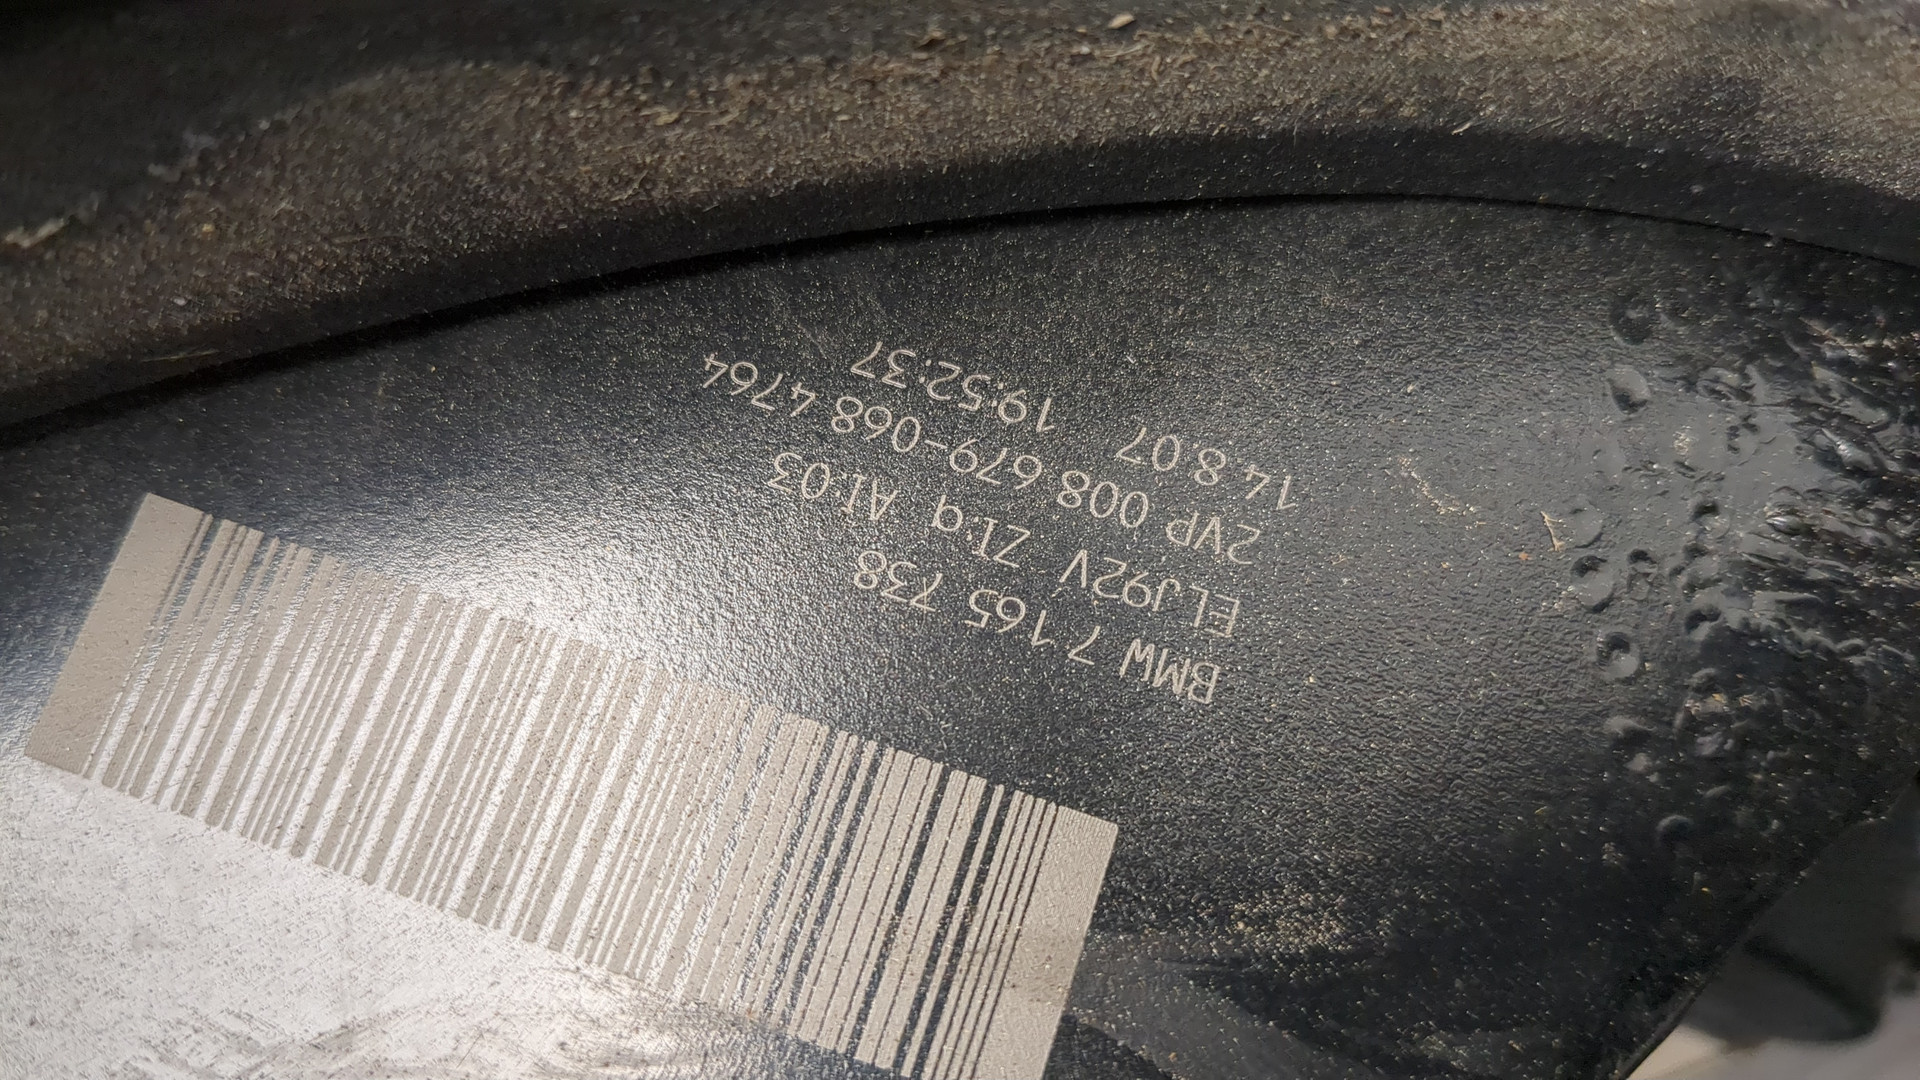 BMW 7 165 738
ELJ92V ZI:q AI:03
2VP 008 679-068 4764
14.8.07 19:52:37